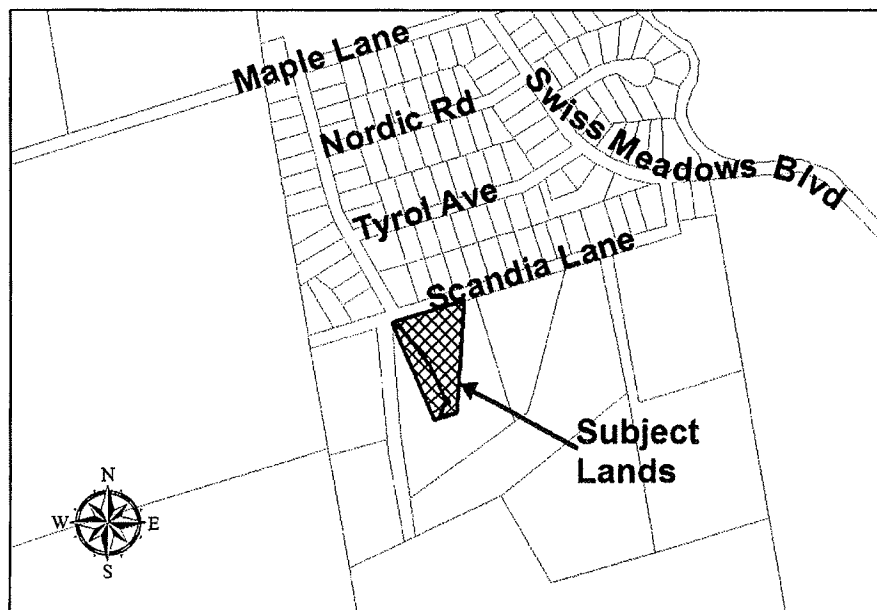 Maple Lane
Nordic Rd
Swiss Meadows Blvd
Tyrol Ave
Scandia Lane
Subject
Lands
N
W E
S